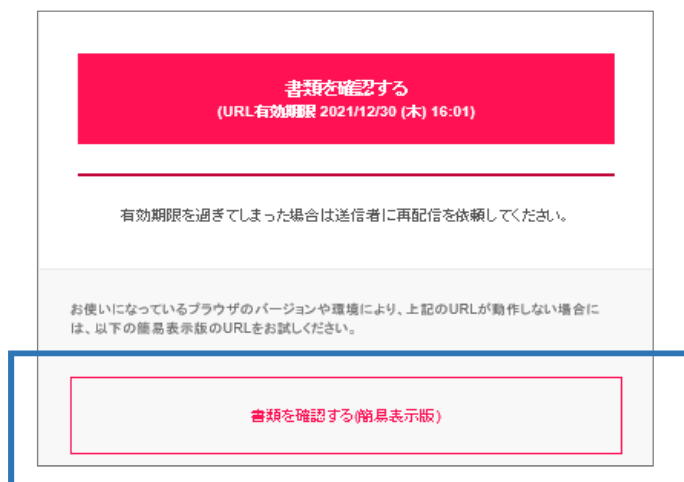 書類を確認する
(URL有効期限 2021/12/30 (木) 16:01)
有効期限を過ぎてしまった場合は送信者に再配信を依頼してください。
お使いになっているブラウザのバージョンや環境により、上記のURLが動作しない場合に
は、以下の簡易表示版のURLをお試しください。
書類を確認する(簡易表示版)